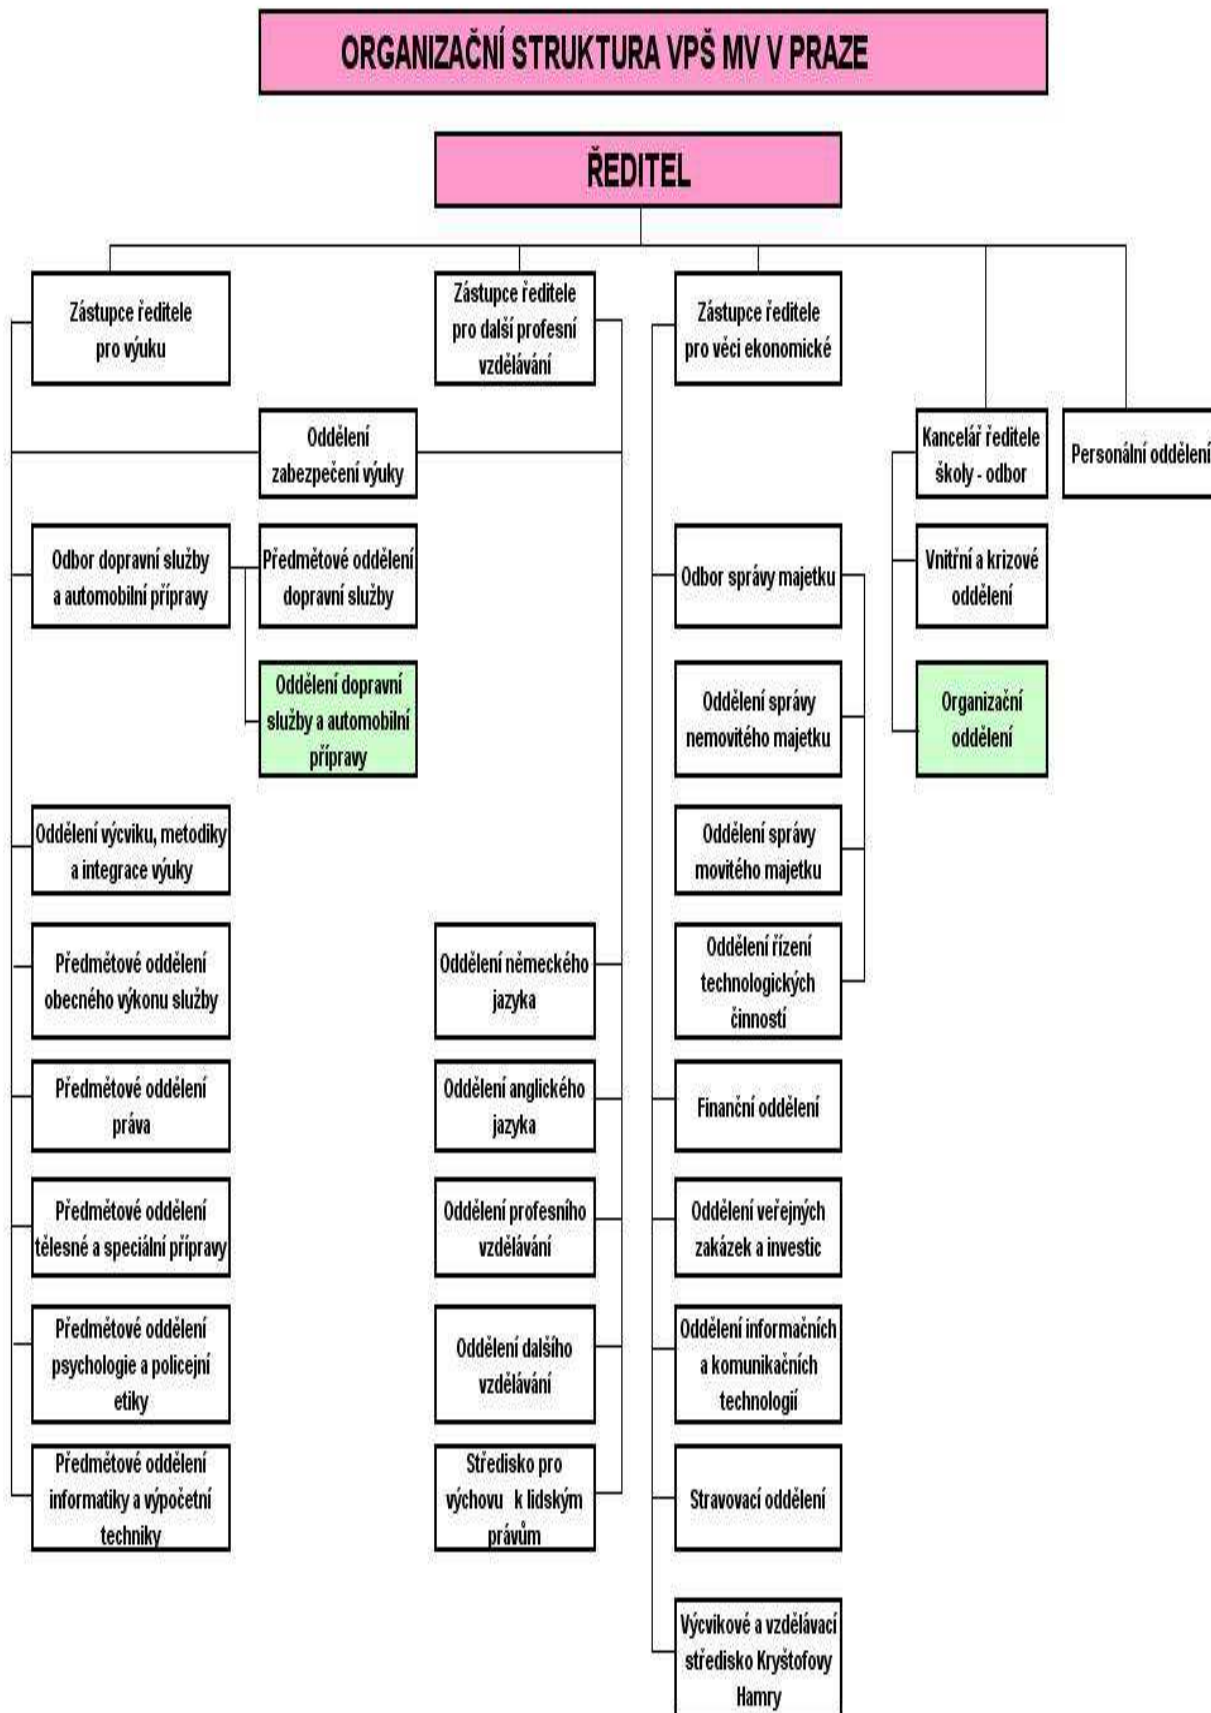 ORGANIZAČNÍ STRUKTURA VPŠ MV V PRAZE
ŘEDITEL
Zástupce ředitele
pro výuku
Zástupce ředitele
pro další profesní
vzdělávání
Zástupce ředitele
pro věci ekonomické
Oddělení
zabezpečení výuky
Kancelář ředitele
školy - odbor
Personální oddělení
Odbor dopravní služby
a automobilní přípravy
Předmětové oddělení
dopravní služby
Odbor správy majetku
Vnitřní a krizové
oddělení
Oddělení dopravní
služby a automobilní
přípravy
Oddělení správy
nemovitého majetku
Organizační
oddělení
Oddělení výcviku, metodiky
a integrace výuky
Oddělení správy
movitého majetku
Předmětové oddělení
obecného výkonu služby
Oddělení německého
jazyka
Oddělení řízení
technologických
činností
Předmětové oddělení
práva
Oddělení anglického
jazyka
Finanční oddělení
Předmětové oddělení
tělesné a speciální přípravy
Oddělení profesního
vzdělávání
Oddělení veřejných
zakázek a investic
Předmětové oddělení
psychologie a policejní
etiky
Oddělení dalšího
vzdělávání
Oddělení informačních
a komunikačních
technologií
Předmětové oddělení
informatiky a výpočetní
techniky
Středisko pro
výchovu k lidským
právům
Stravovací oddělení
Výcvikové a vzdělávací
středisko Kryštofovy
Hamry